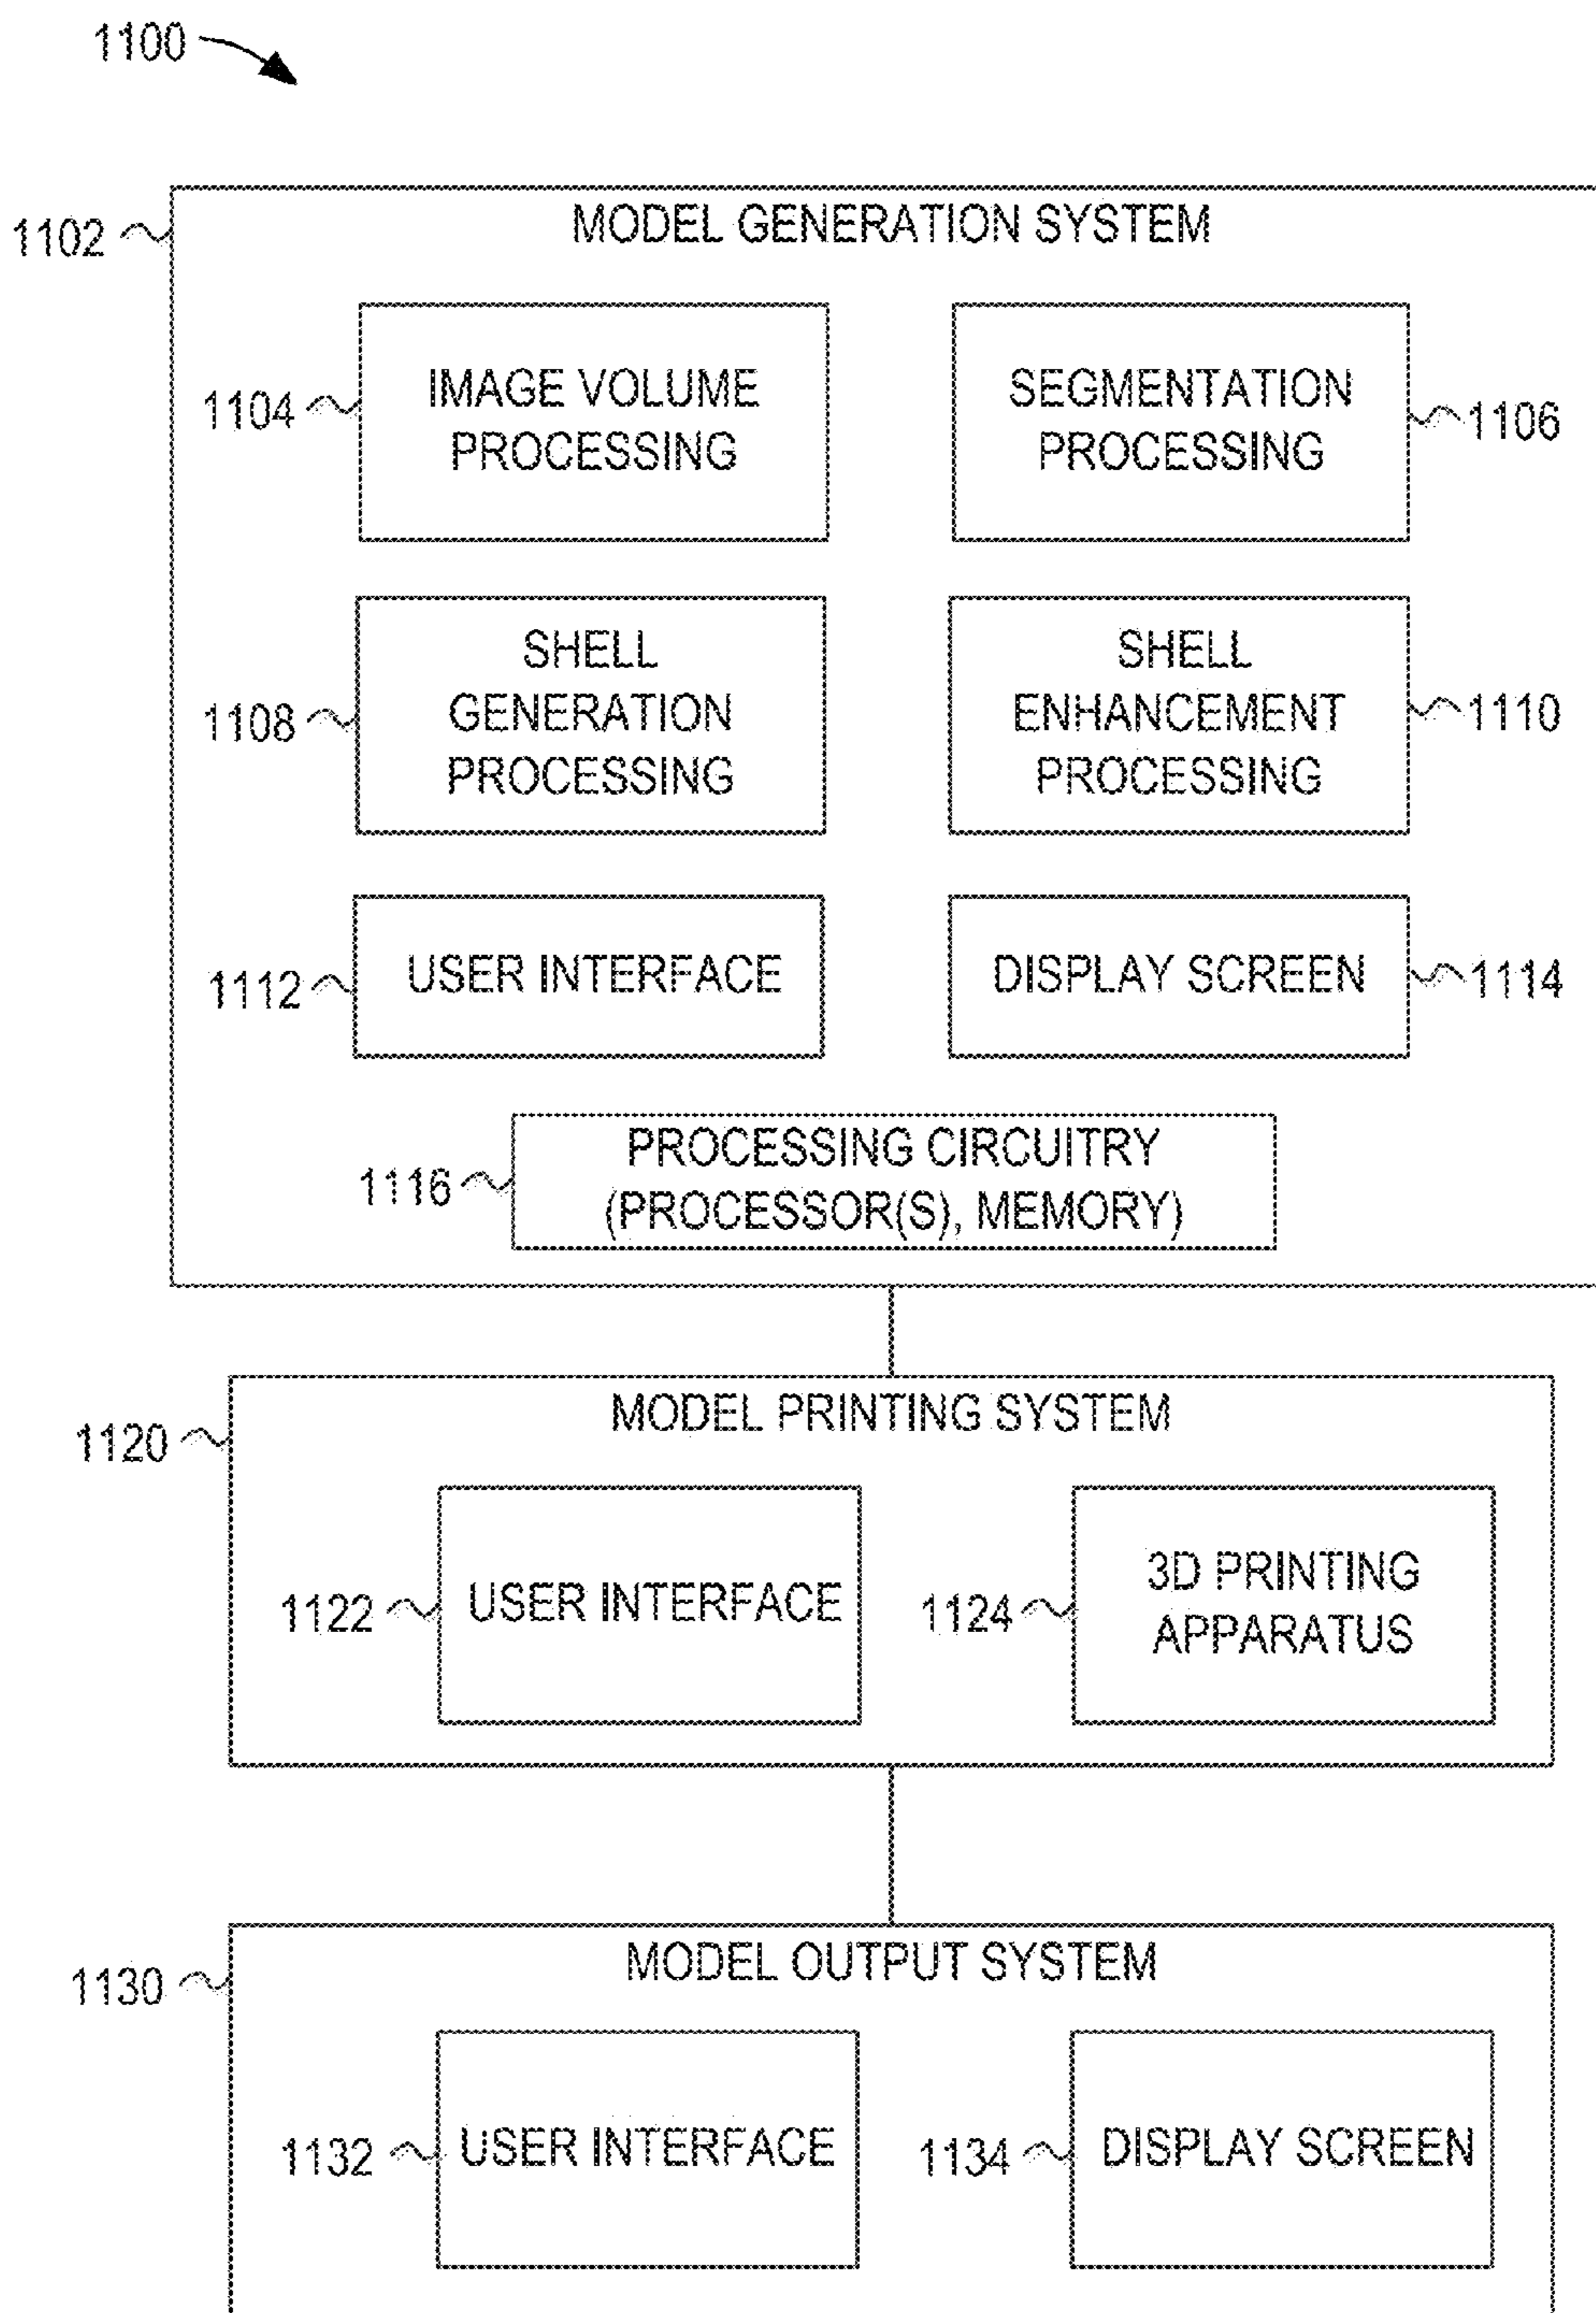 1100
1102
MODEL GENERATION SYSTEM
1104
IMAGE VOLUME
PROCESSING
SEGMENTATION
PROCESSING
1106
1108
SHELL
GENERATION
PROCESSING
SHELL
ENHANCEMENT
PROCESSING
1110
1112
USER INTERFACE
DISPLAY SCREEN
1114
1116
PROCESSING CIRCUITRY
(PROCESSOR(S), MEMORY)
1120
MODEL PRINTING SYSTEM
1122
USER INTERFACE
1124
3D PRINTING
APPARATUS
1130
MODEL OUTPUT SYSTEM
1132
USER INTERFACE
1134
DISPLAY SCREEN